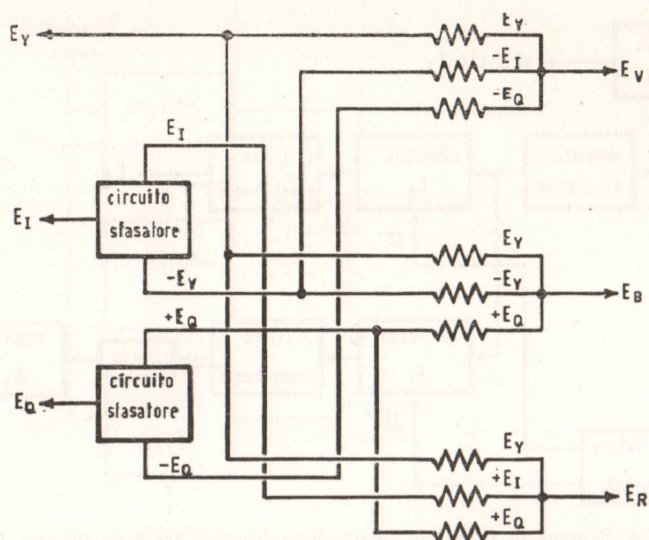 E_Y
E_Y
-E_I
-E_Q
E_V
E_I
circuito
sfasatore
E_I
-E_Y
+E_Q
E_Y
-E_Y
+E_Q
E_B
circuito
sfasatore
E_Q
-E_Q
E_Y
+E_I
+E_Q
E_R